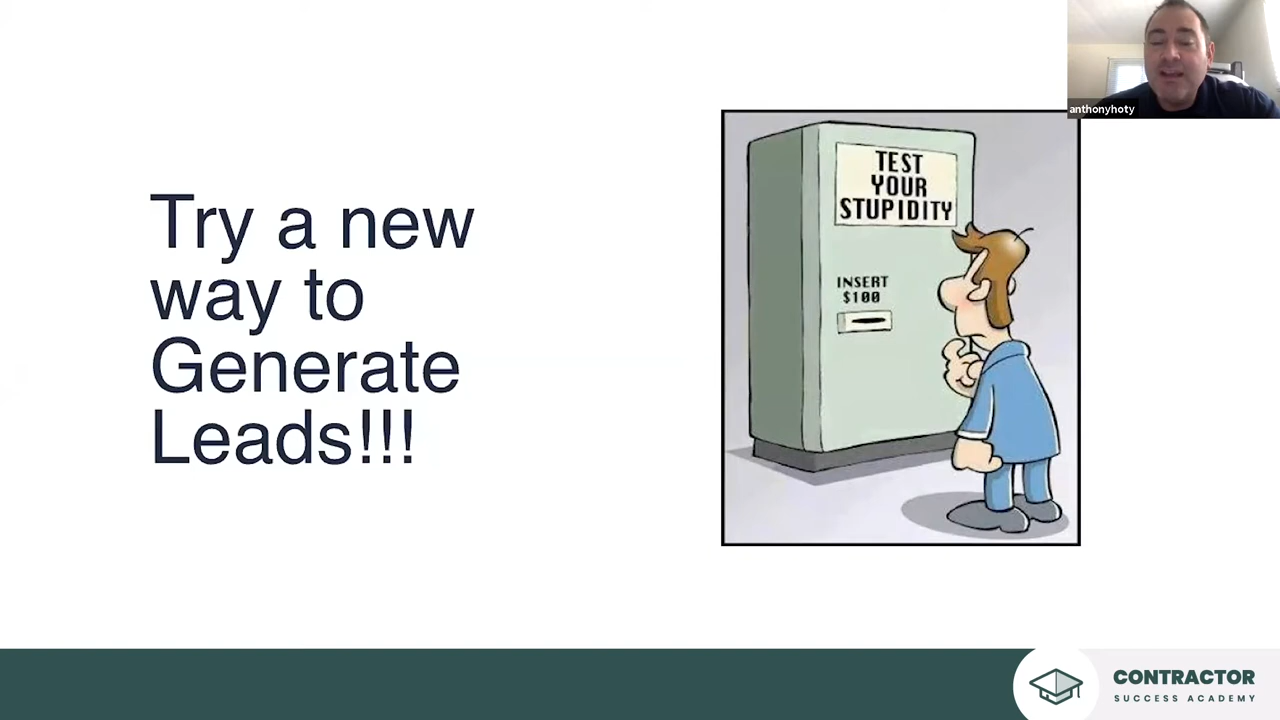 anthonyhoty
Try a new
way to
Generate
Leads!!!
TEST
YOUR
STUPIDITY
INSERT
$100
CONTRACTOR
SUCCESS ACADEMY